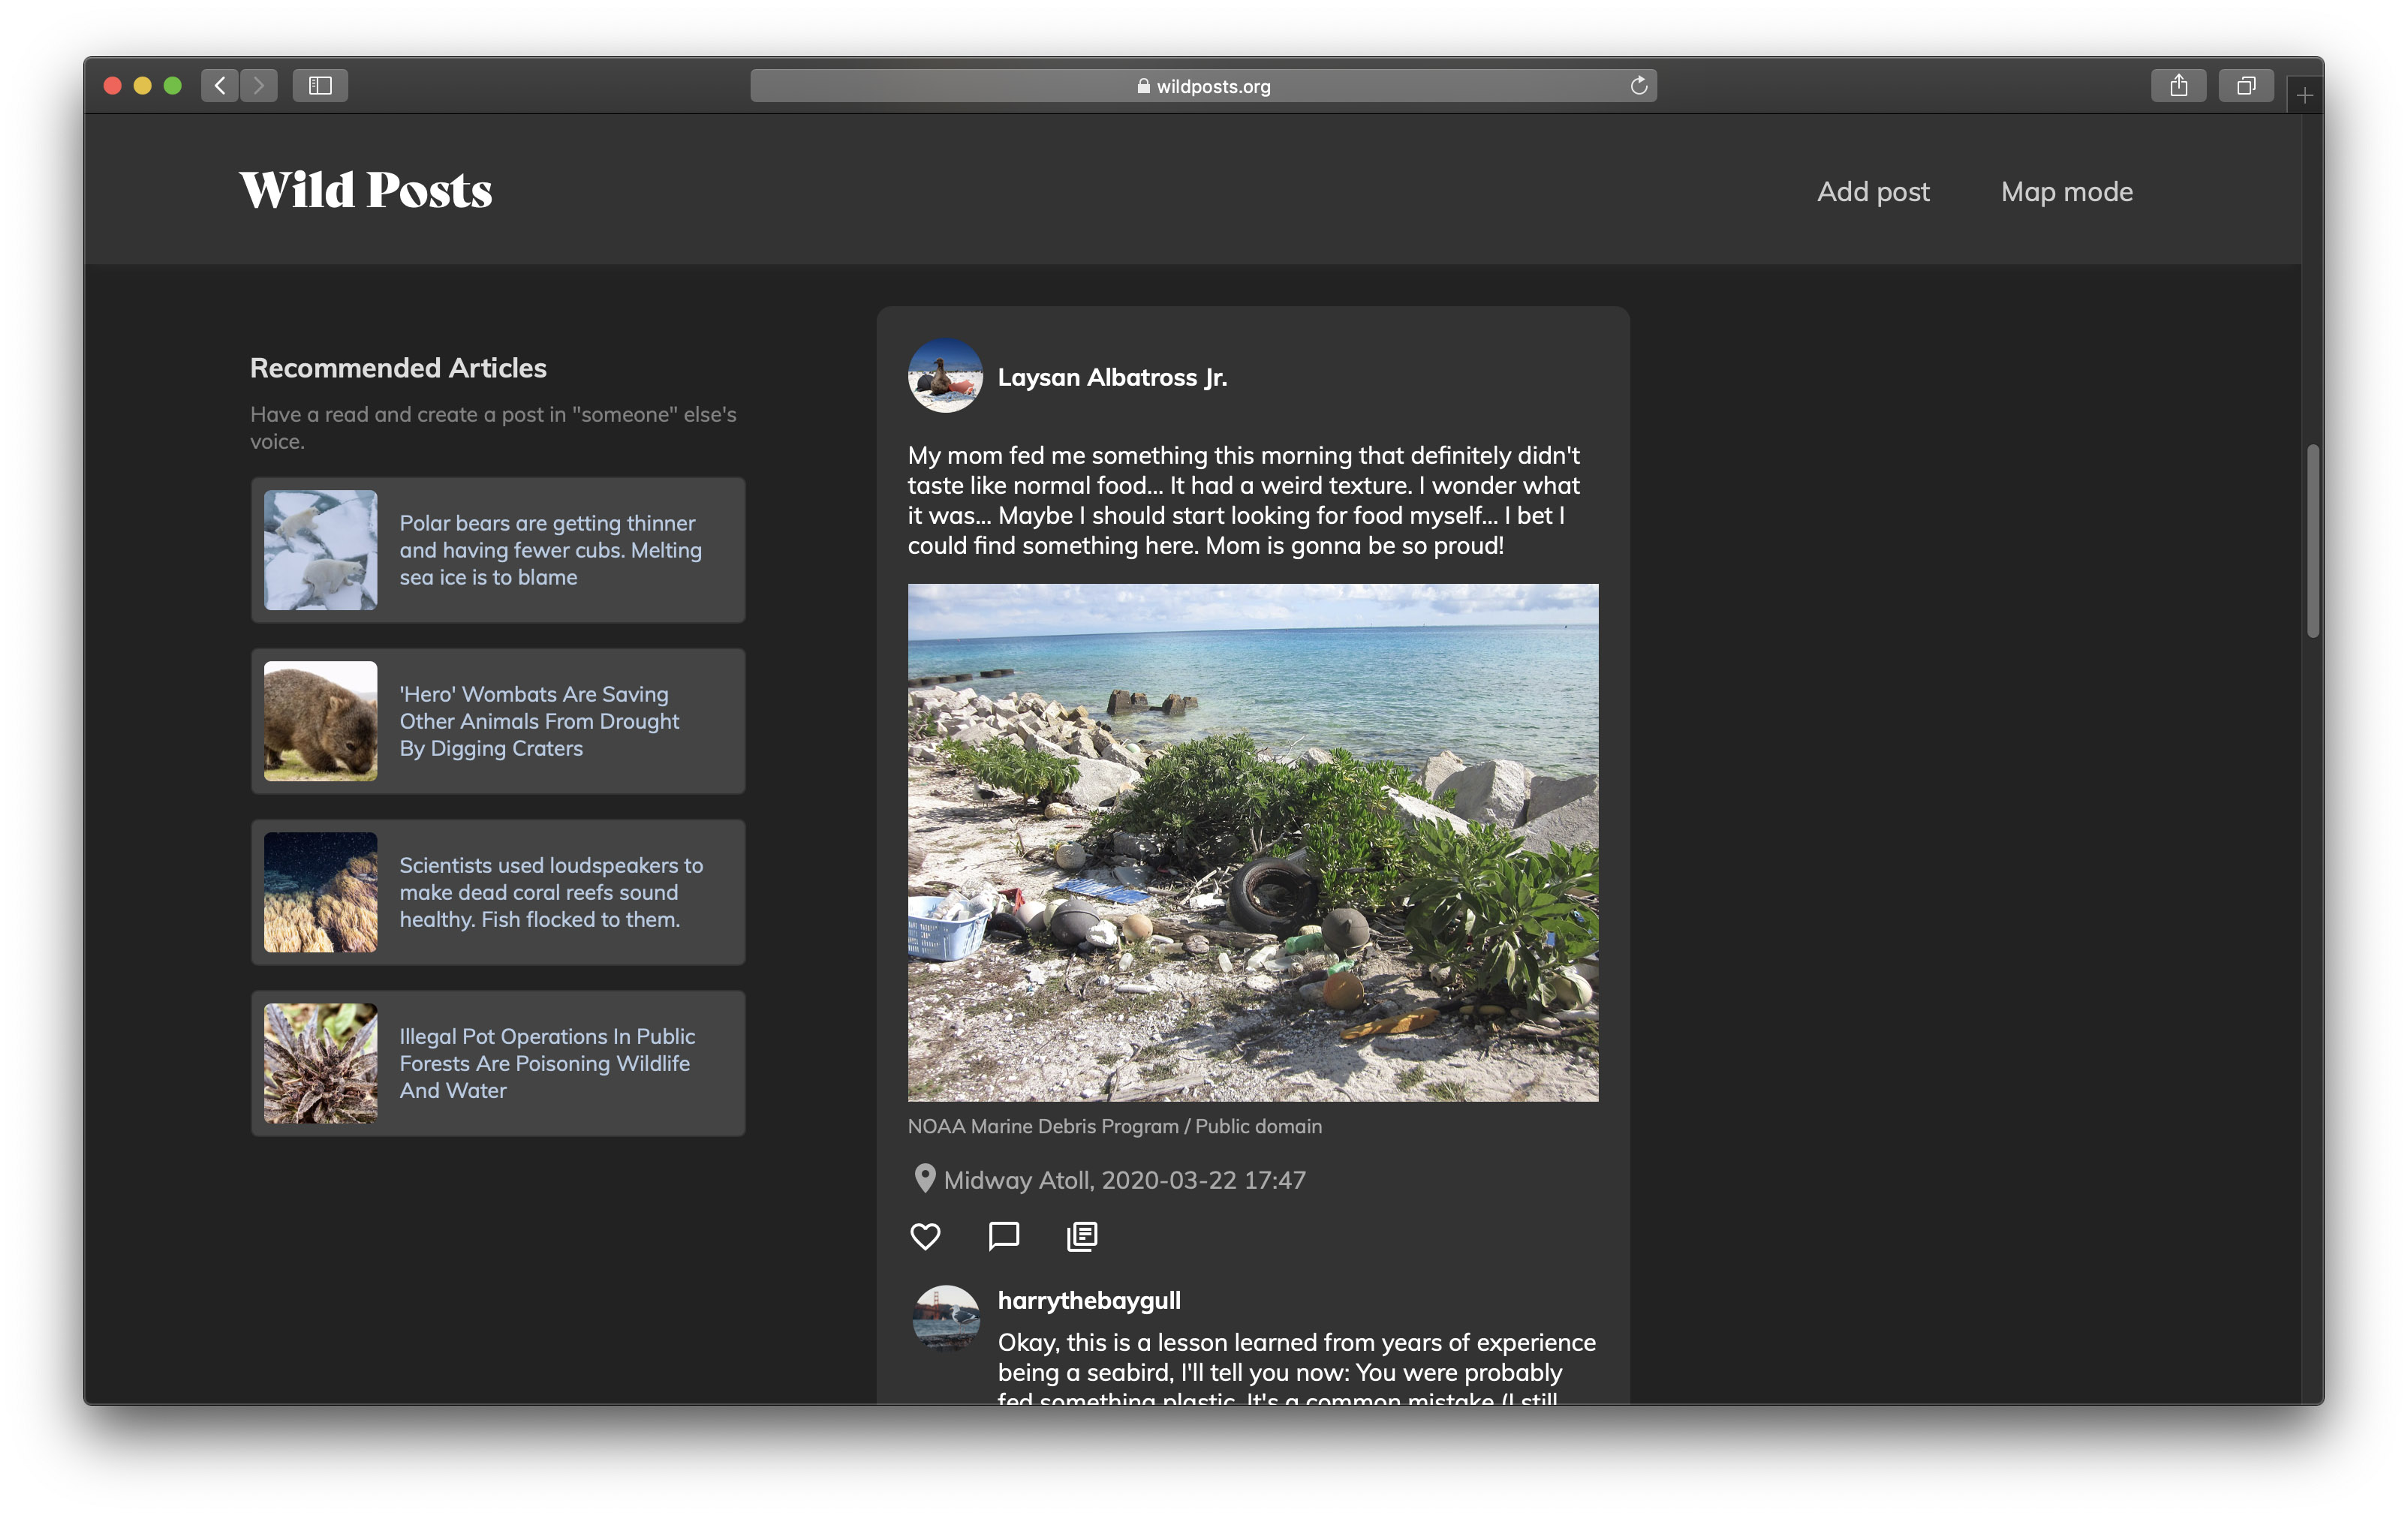 wildposts.org
Wild Posts
Add post
Map mode
Recommended Articles
Have a read and create a post in "someone" else's
voice.
Polar bears are getting thinner
and having fewer cubs. Melting
sea ice is to blame
'Hero' Wombats Are Saving
Other Animals From Drought
By Digging Craters
Scientists used loudspeakers to
make dead coral reefs sound
healthy. Fish flocked to them.
Illegal Pot Operations In Public
Forests Are Poisoning Wildlife
And Water
Laysan Albatross Jr.
My mom fed me something this morning that definitely didn't
taste like normal food... It had a weird texture. I wonder what
it was... Maybe I should start looking for food myself... I bet I
could find something here. Mom is gonna be so proud!
NOAA Marine Debris Program / Public domain
Midway Atoll, 2020-03-22 17:47
harrythebaygull
Okay, this is a lesson learned from years of experience
being a seabird, I'll tell you now: You were probably
fed something plastic. It's a common mistake (I still